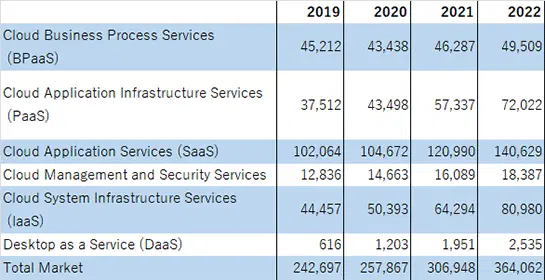 2019 2020 2021 2022
Cloud Business Process Services
(BPaaS) 45,212 43,438 46,287 49,509
Cloud Application Infrastructure Services
(PaaS) 37,512 43,498 57,337 72,022
Cloud Application Services (SaaS) 102,064 104,672 120,990 140,629
Cloud Management and Security Services 12,836 14,663 16,089 18,387
Cloud System Infrastructure Services
(IaaS) 44,457 50,393 64,294 80,980
Desktop as a Service (DaaS) 616 1,203 1,951 2,535
Total Market 242,697 257,867 306,948 364,062